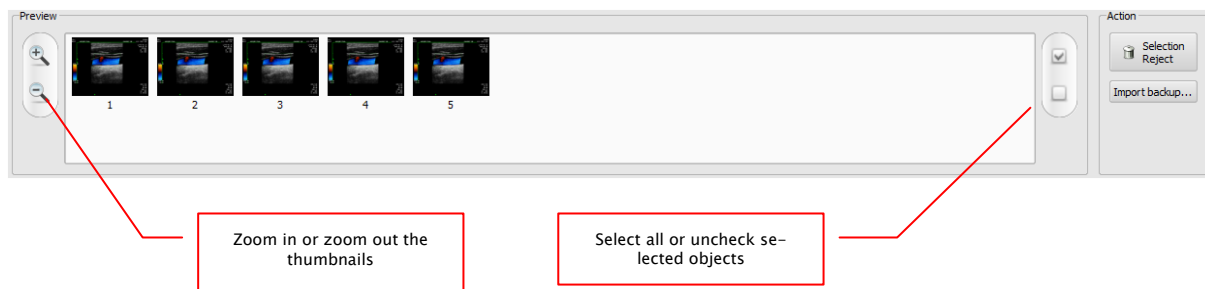 Preview
Action
Selection
Reject
Import backup...
1 2 3 4 5
Zoom in or zoom out the
thumbnails
Select all or uncheck se-
lected objects